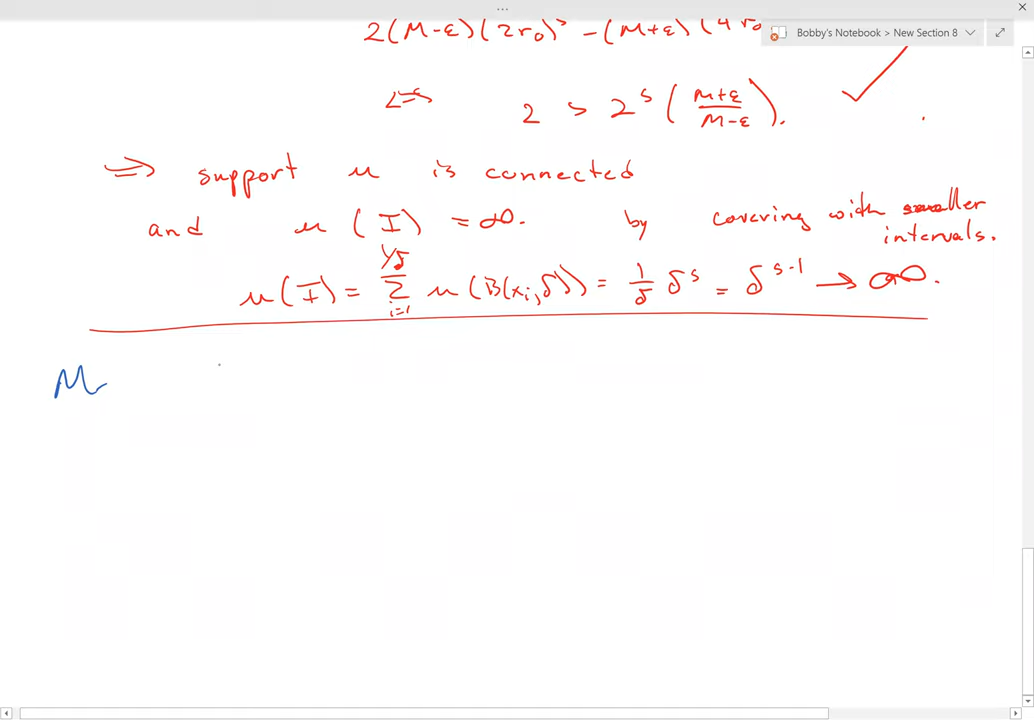 ...
Bobby's Notebook > New Section 8
2(M-ε)(2r₀)ˢ - (M+ε)(4r₀
<=> 2 > 2ˢ (M+ε / M-ε). ✓
=> support μ is connected
and μ(I) = ∞. by covering with smaller intervals.
μ(I) = Σ_{i=1}^{1/δ} μ(B(xᵢ,δ)) = 1/δ δˢ = δˢ⁻¹ → ∞.
M